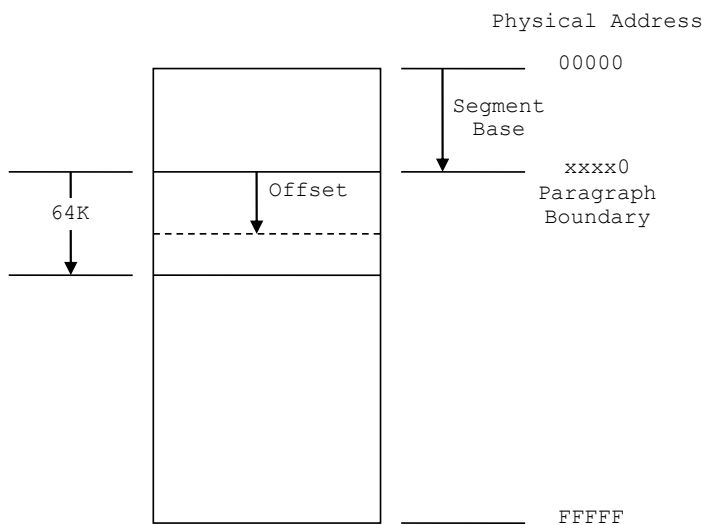 Physical Address
00000
Segment
Base
xxxx0
Paragraph
Boundary
Offset
64K
FFFFF